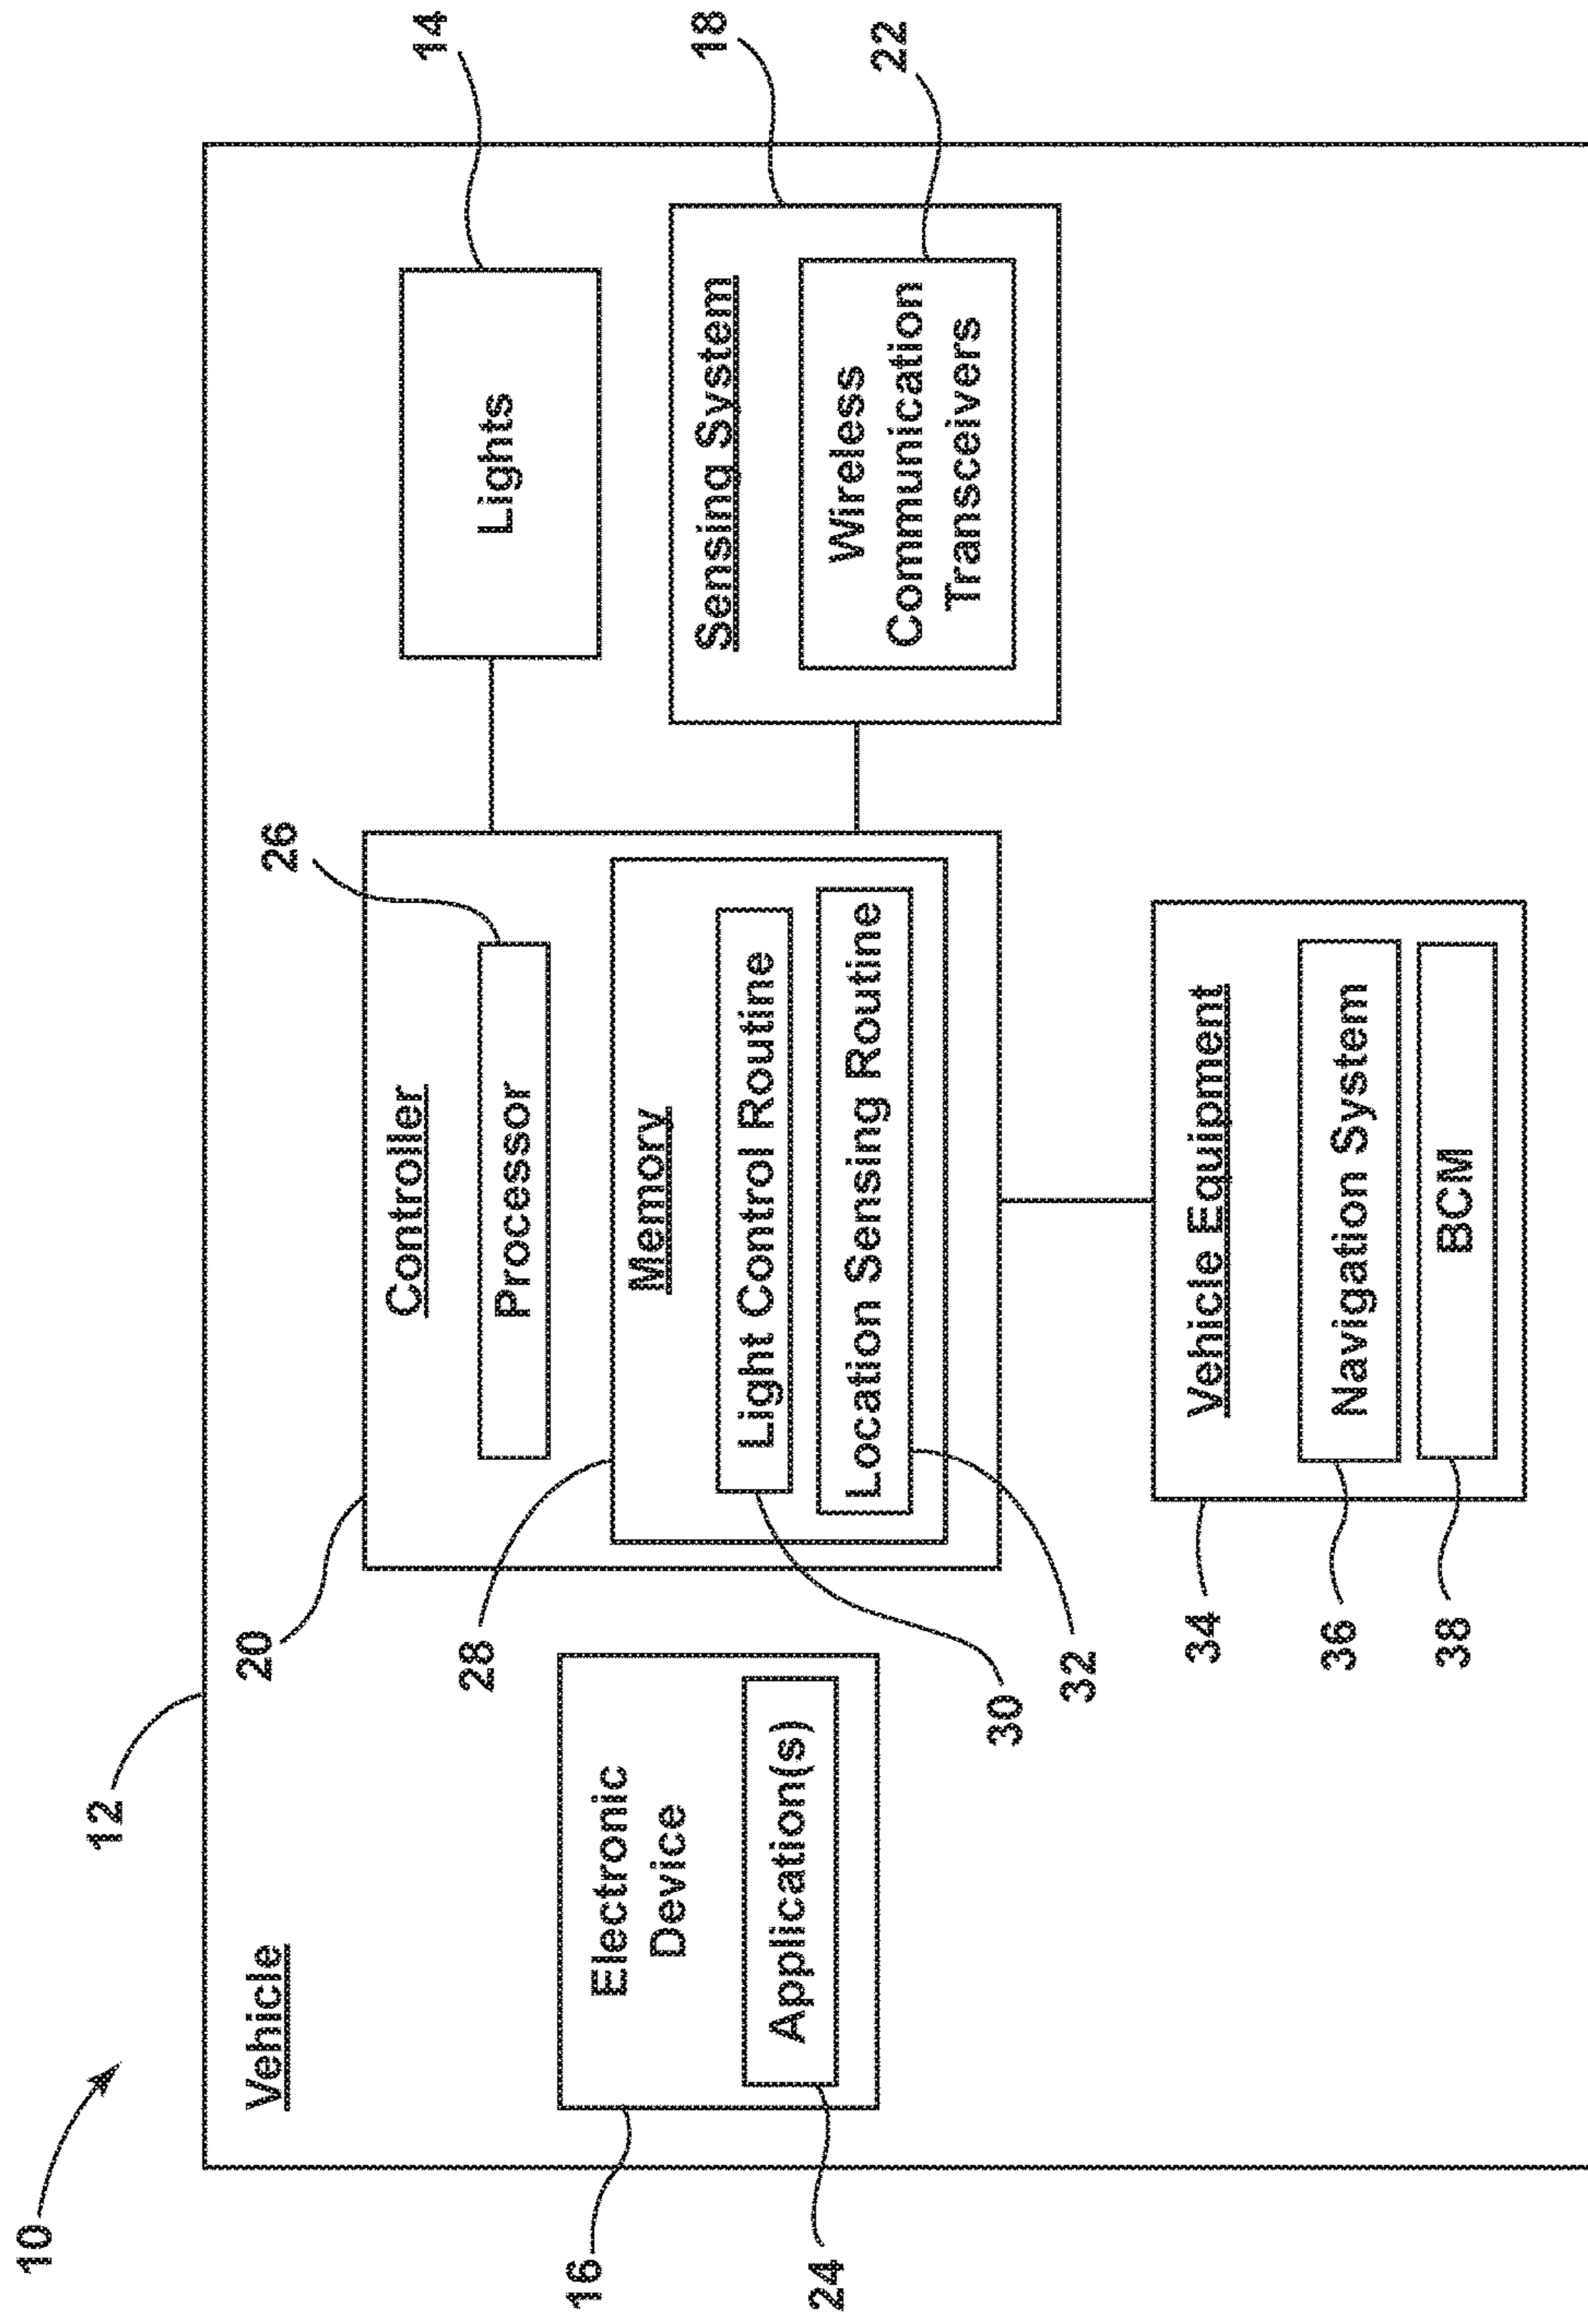 10
12
Vehicle
20
26
14
Controller
Processor
28
Memory
Light Control Routine
Location Sensing Routine
30
32
Lights
18
Sensing System
22
Wireless
Communication
Transceivers
16
Electronic
Device
24
Application(s)
34
Vehicle Equipment
36
Navigation System
38
BCM